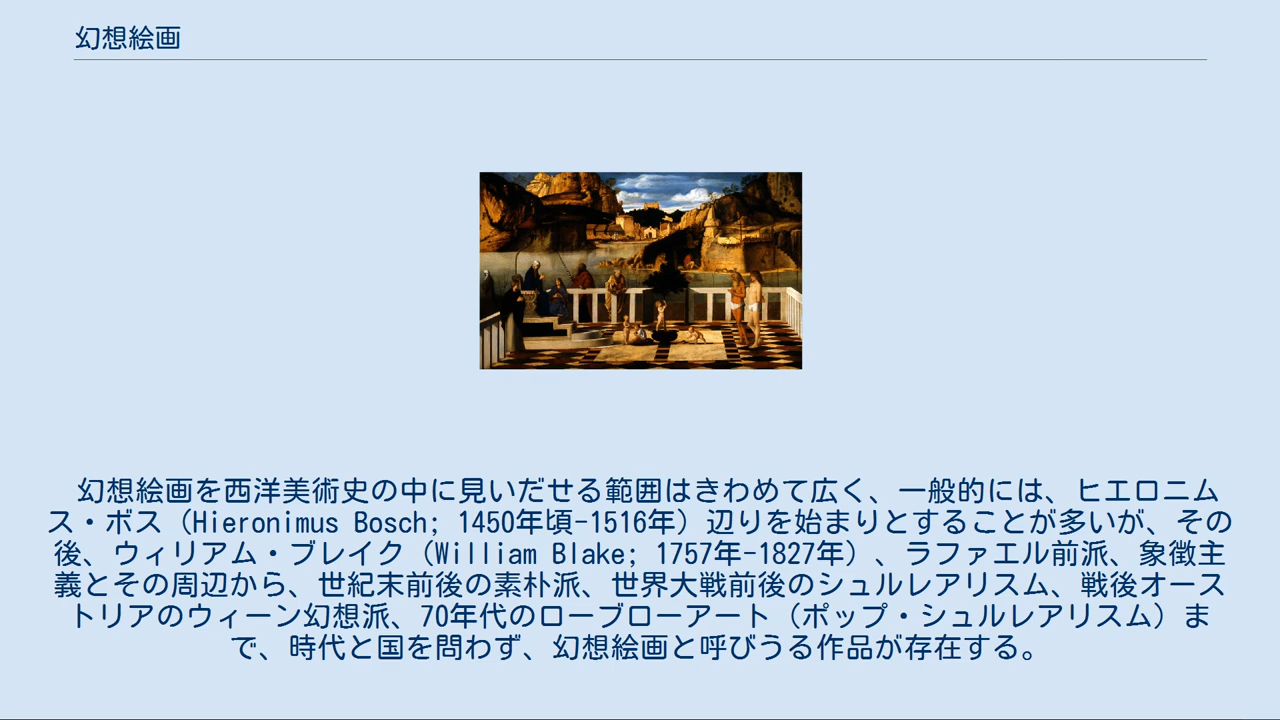 幻想絵画
幻想絵画を西洋美術史の中に見いだせる範囲はきわめて広く、一般的には、ヒエロニム
ス・ボス（Hieronimus Bosch; 1450年頃-1516年）辺りを始まりとすることが多いが、その
後、ウィリアム・ブレイク（William Blake; 1757年-1827年）、ラファエル前派、象徴主
義とその周辺から、世紀末前後の素朴派、世界大戦前後のシュルレアリスム、戦後オース
トリアのウィーン幻想派、70年代のローブローアート（ポップ・シュルレアリスム）ま
で、時代と国を問わず、幻想絵画と呼びうる作品が存在する。